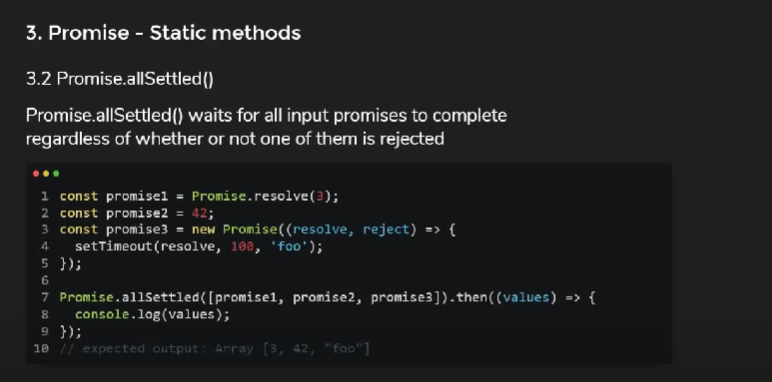 3. Promise - Static methods
3.2 Promise.allSettled()
Promise.allSettled() waits for all input promises to complete
regardless of whether or not one of them is rejected
1 const promise1 = Promise.resolve(3);
2 const promise2 = 42;
3 const promise3 = new Promise((resolve, reject) => {
4   setTimeout(resolve, 100, 'foo');
5 });
6
7 Promise.allSettled([promise1, promise2, promise3]).then((values) => {
8   console.log(values);
9 });
10 // expected output: Array [3, 42, "foo"]